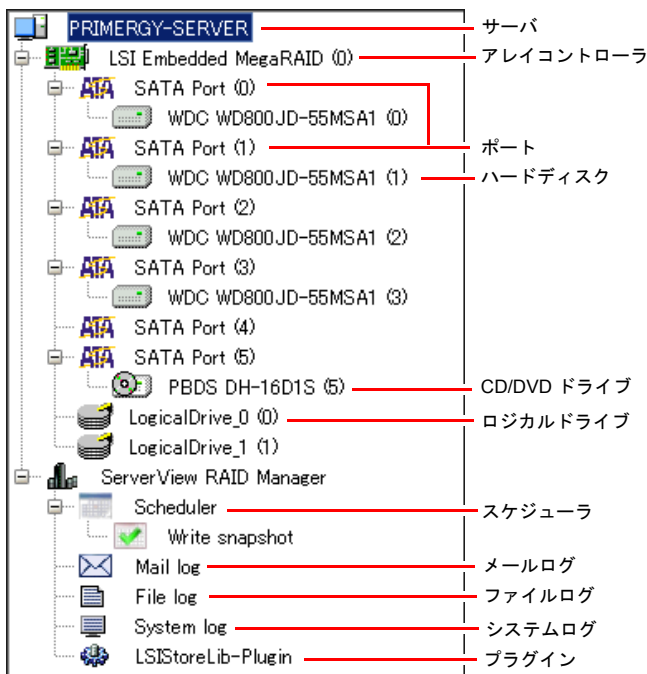 PRIMERGY-SERVER サーバ
LSI Embedded MegaRAID (0) アレイコントローラ
ATA SATA Port (0)
WDC WD800JD-55MSA1 (0)
ATA SATA Port (1) ポート
WDC WD800JD-55MSA1 (1) ハードディスク
ATA SATA Port (2)
WDC WD800JD-55MSA1 (2)
ATA SATA Port (3)
WDC WD800JD-55MSA1 (3)
ATA SATA Port (4)
ATA SATA Port (5)
PBDS DH-16D1S (5) CD/DVD ドライブ
LogicalDrive_0 (0) ロジカルドライブ
LogicalDrive_1 (1)
ServerView RAID Manager
Scheduler スケジューラ
Write snapshot
Mail log メールログ
File log ファイルログ
System log システムログ
LSIStoreLib-Plugin プラグイン